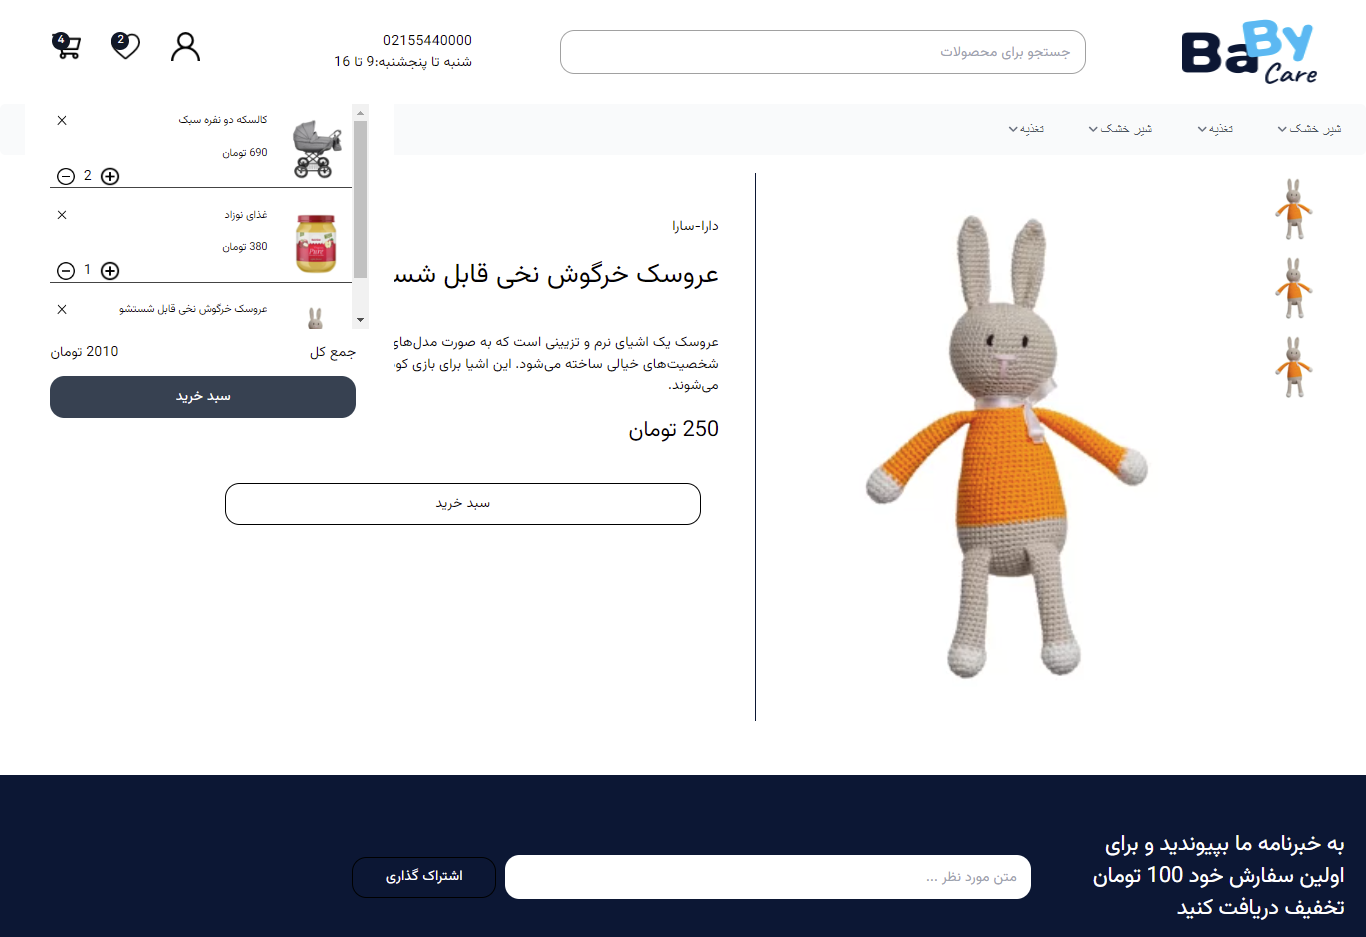 BaBy
Care
جستجو برای محصولات
02155440000
شنبه تا پنجشنبه:9 تا 16
2
4
شیر خشک
تغذیه
شیر خشک
تغذیه
کالسکه دو نفره سبک
690 تومان
2
غذای نوزاد
380 تومان
1
عروسک خرگوش نخی قابل شستشو
جمع کل
2010 تومان
سبد خرید
دارا-سارا
عروسک خرگوش نخی قابل شس
عروسک یک اشیای نرم و تزیینی است که به صورت مدل‌های
شخصیت‌های خیالی ساخته می‌شود. این اشیا برای بازی کو
می‌شوند.
250 تومان
سبد خرید
به خبرنامه ما بپیوندید و برای
اولین سفارش خود 100 تومان
تخفیف دریافت کنید
متن مورد نظر ...
اشتراک گذاری